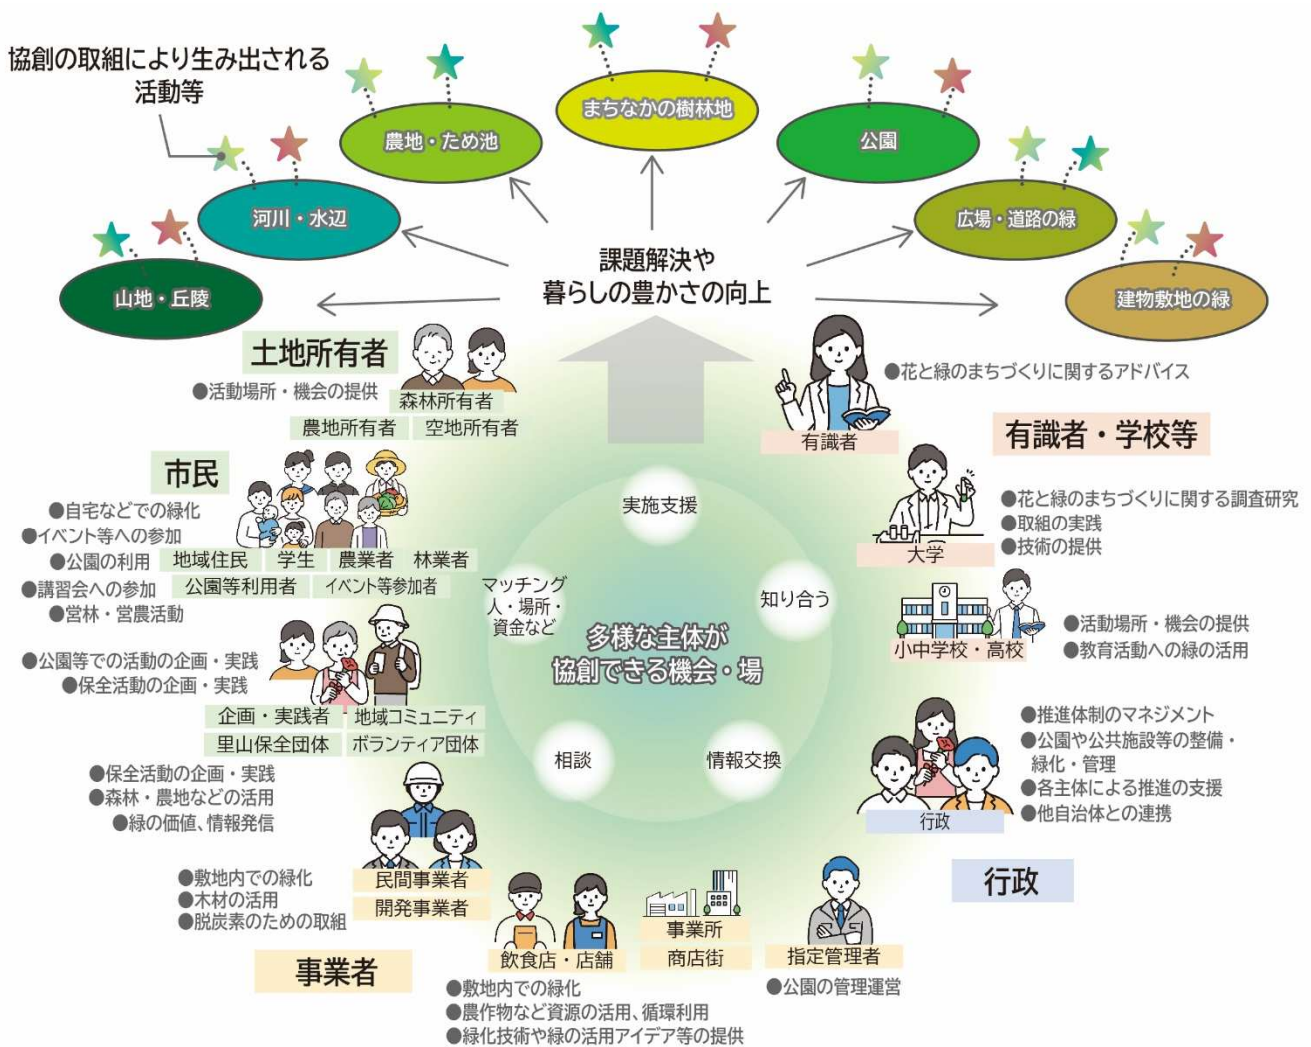 協創の取組により生み出される
活動等
農地・ため池
まちなかの樹林地
公園
河川・水辺
広場・道路の緑
山地・丘陵
建物敷地の緑
課題解決や
暮らしの豊かさの向上
土地所有者
●活動場所・機会の提供
森林所有者
農地所有者
空地所有者
市民
●自宅などでの緑化
●イベント等への参加
●公園の利用
●講習会への参加
●営林・営農活動
地域住民
学生
農業者
林業者
公園等利用者
イベント等参加者
●公園等での活動の企画・実践
●保全活動の企画・実践
企画・実践者
地域コミュニティ
里山保全団体
ボランティア団体
●保全活動の企画・実践
●森林・農地などの活用
●緑の価値、情報発信
●敷地内での緑化
●木材の活用
●脱炭素のための取組
民間事業者
開発事業者
事業者
飲食店・店舗
●敷地内での緑化
●農作物など資源の活用、循環利用
●緑化技術や緑の活用アイデア等の提供
事業所
商店街
指定管理者
●公園の管理運営
実施支援
マッチング
人・場所・
資金など
知り合う
多様な主体が
協創できる機会・場
相談
情報交換
●花と緑のまちづくりに関するアドバイス
有識者
有識者・学校等
大学
●花と緑のまちづくりに関する調査研究
●取組の実践
●技術の提供
小中学校・高校
●活動場所・機会の提供
●教育活動への緑の活用
●推進体制のマネジメント
●公園や公共施設等の整備・
緑化・管理
●各主体による推進の支援
●他自治体との連携
行政
行政